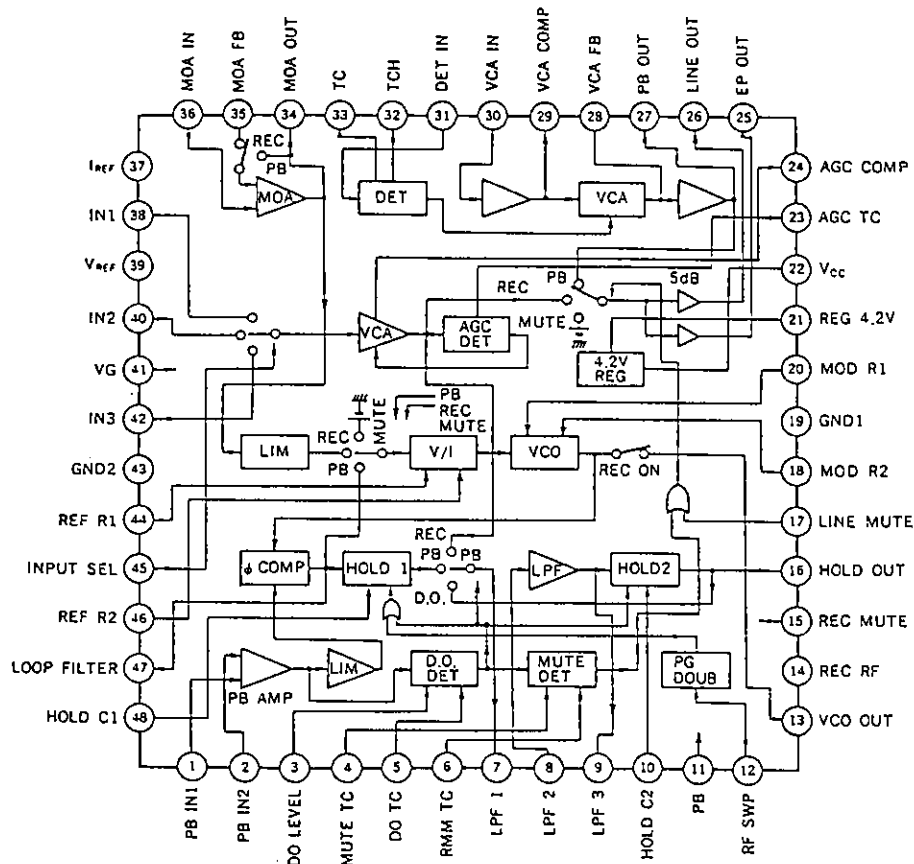 MOA IN
MOA FB
MOA OUT
TC
TCH
DET IN
VCA IN
VCA COMP
VCA FB
PB OUT
LINE OUT
EP OUT
36
35
34
33
32
31
30
29
28
27
26
25
REC
PB
IREF
37
MOA
DET
VCA
24
AGC COMP
IN1
38
23
AGC TC
VREF
39
PB
5dB
22
VCC
REC
IN2
40
VCA
AGC
DET
MUTE
21
REG 4.2V
VG
41
4.2V
REG
20
MOD R1
IN3
42
PB
REC
MUTE
19
GND1
MUTE
REC
LIM
V/I
VCO
GND2
43
PB
REC ON
18
MOD R2
REF R1
44
17
LINE MUTE
REC
INPUT SEL
45
ϕ COMP
HOLD 1
PB
PB
LPF
HOLD2
16
HOLD OUT
D.O.
REF R2
46
15
REC MUTE
LOOP FILTER
47
PB AMP
LIM
D.O.
DET
MUTE
DET
PG
DOUB
14
REC RF
HOLD C1
48
13
VCO OUT
1
2
3
4
5
6
7
8
9
10
11
12
PB IN1
PB IN2
DO LEVEL
MUTE TC
DO TC
RMM TC
LPF 1
LPF 2
LPF 3
HOLD C2
PB
RF SWP